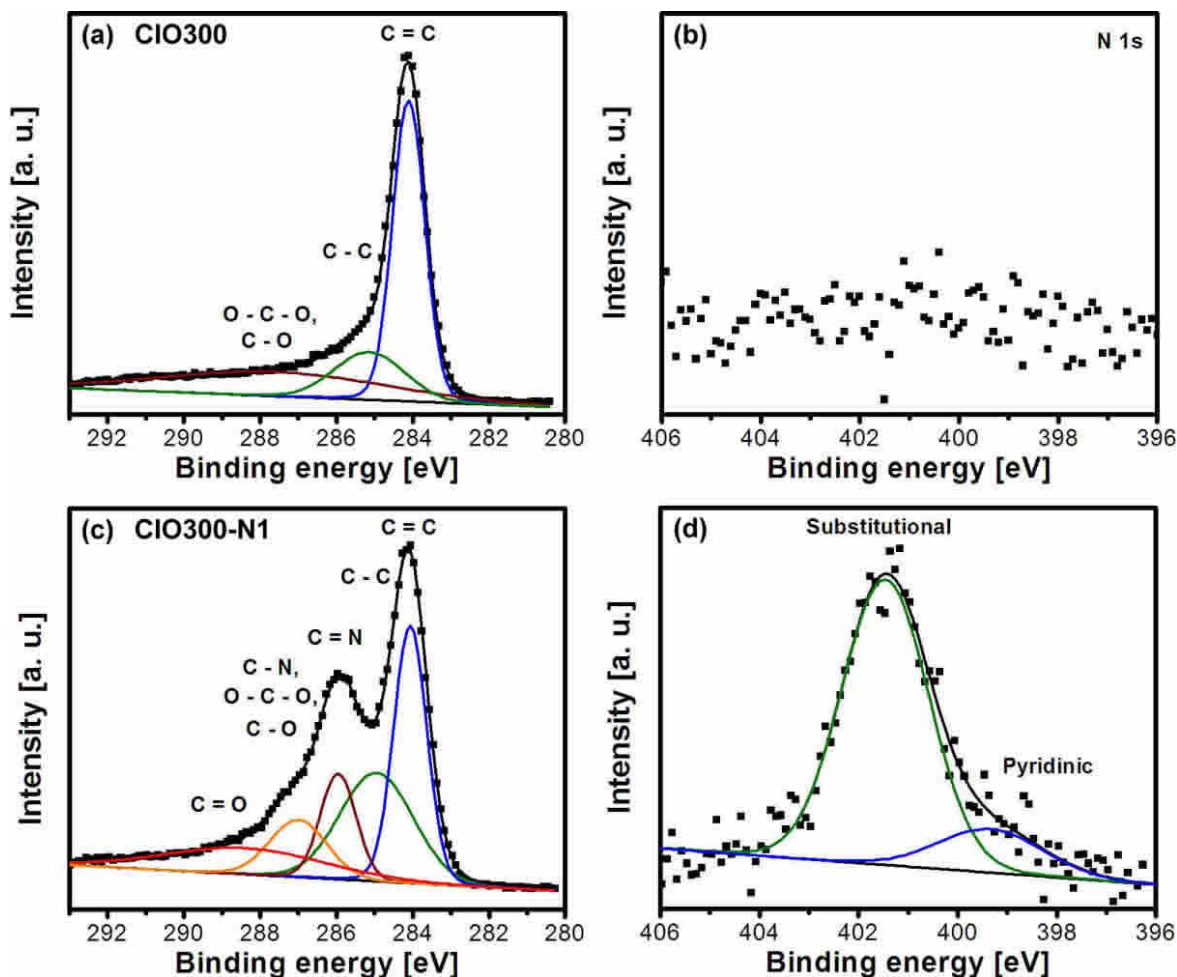 (a) CIO300
C = C
C - C
O - C - O,
C - O
Intensity [a. u.]
292 290 288 286 284 282 280
Binding energy [eV]
(b)
N 1s
Intensity [a. u.]
406 404 402 400 398 396
Binding energy [eV]
(c) CIO300-N1
C = C
C - C
C = N
C - N,
O - C - O,
C - O
C = O
Intensity [a. u.]
292 290 288 286 284 282 280
Binding energy [eV]
(d)
Substitutional
Pyridinic
Intensity [a. u.]
406 404 402 400 398 396
Binding energy [eV]